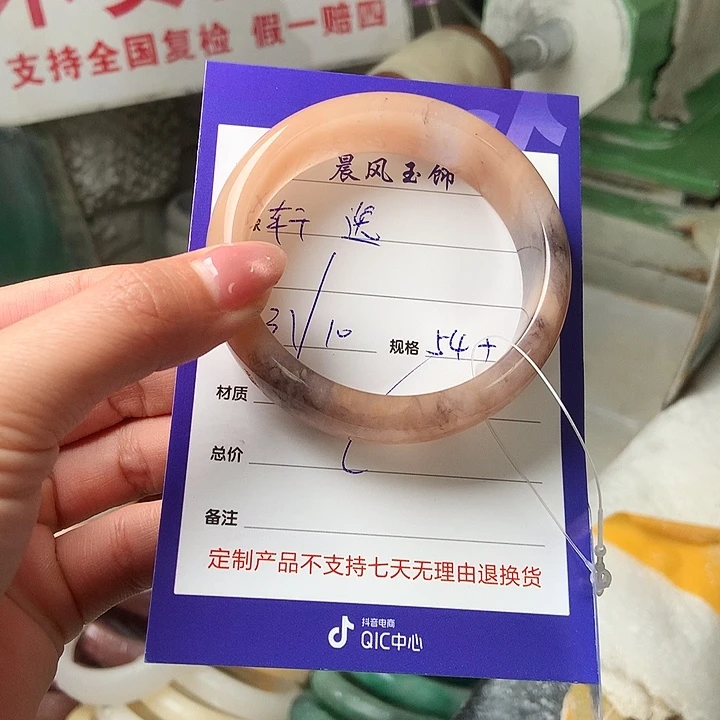 支持全国复检 假一赔四
晨风玉饰
31/10 规格 54+
材质
总价
备注
定制产品不支持七天无理由退换货
抖音电商
QIC中心